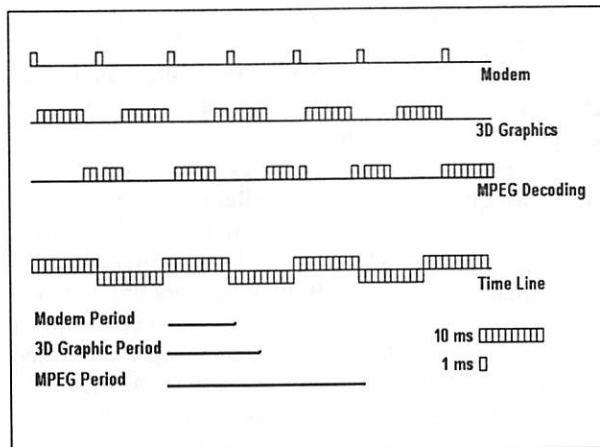 Modem
3D Graphics
MPEG Decoding
Time Line
Modem Period
3D Graphic Period
MPEG Period
10 ms
1 ms